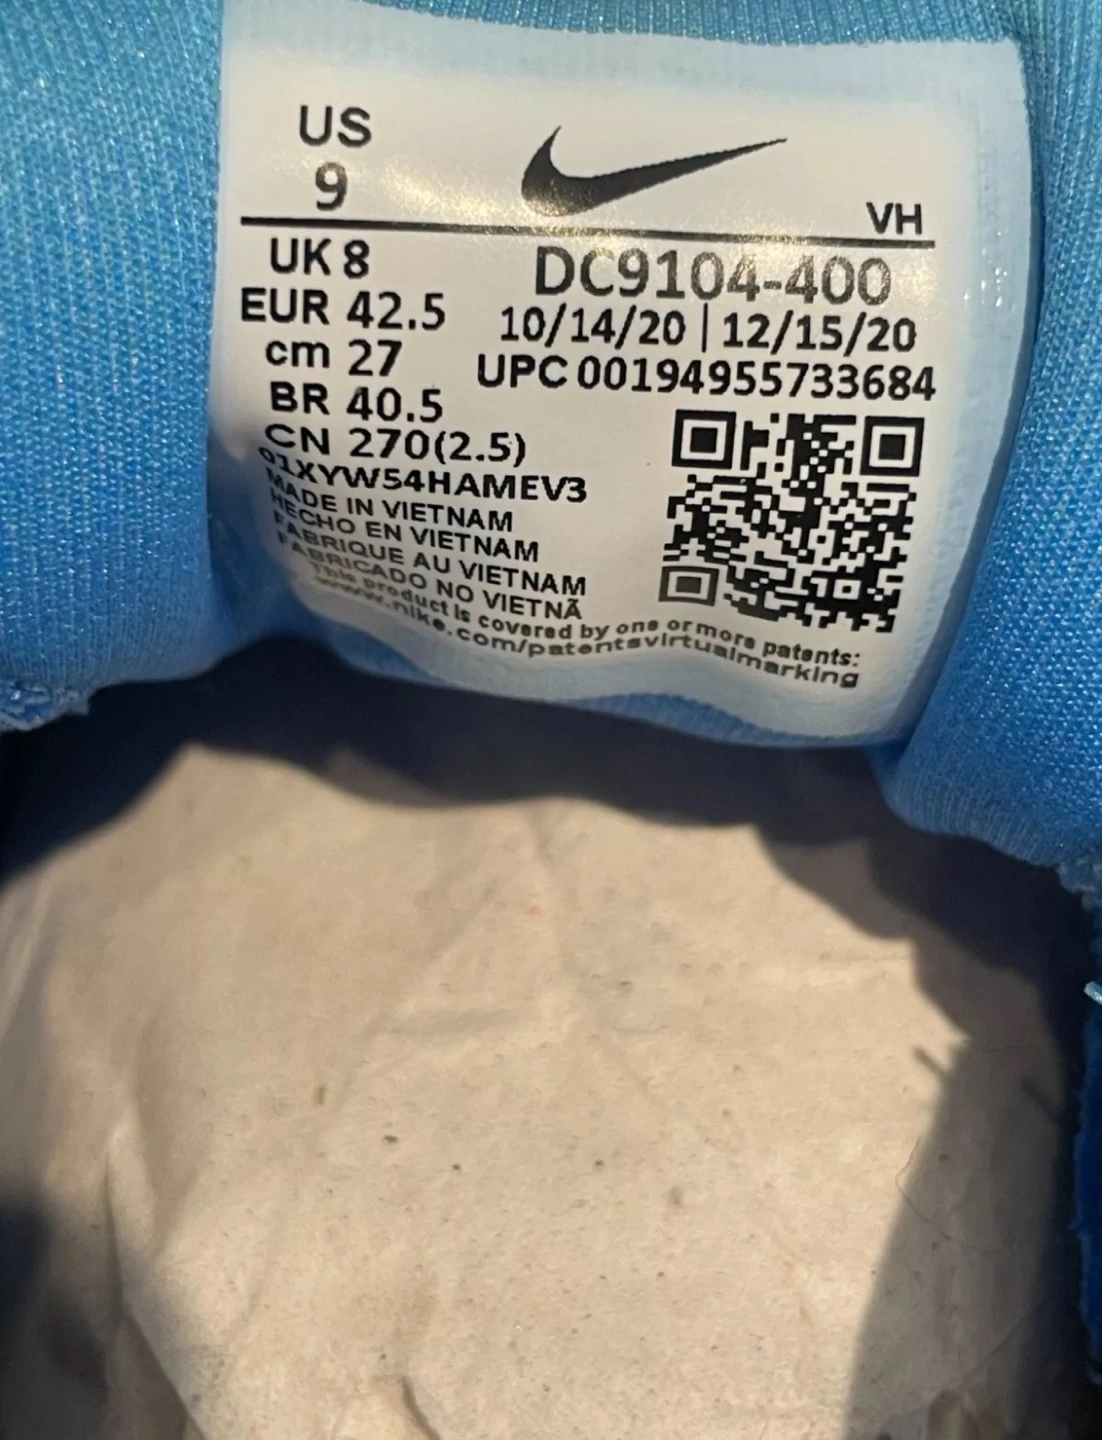 US
9
VH
UK 8
EUR 42.5
cm 27
BR 40.5
CN 270(2.5)
DC9104-400
10/14/20 | 12/15/20
UPC 00194955733684
01XYW54HAMEV3
MADE IN VIETNAM
HECHO EN VIETNAM
FABRIQUE AU VIETNAM
FABRICADO NO VIETNÃ
This product is covered by one or more patents:
www.nike.com/patentsvirtualmarking